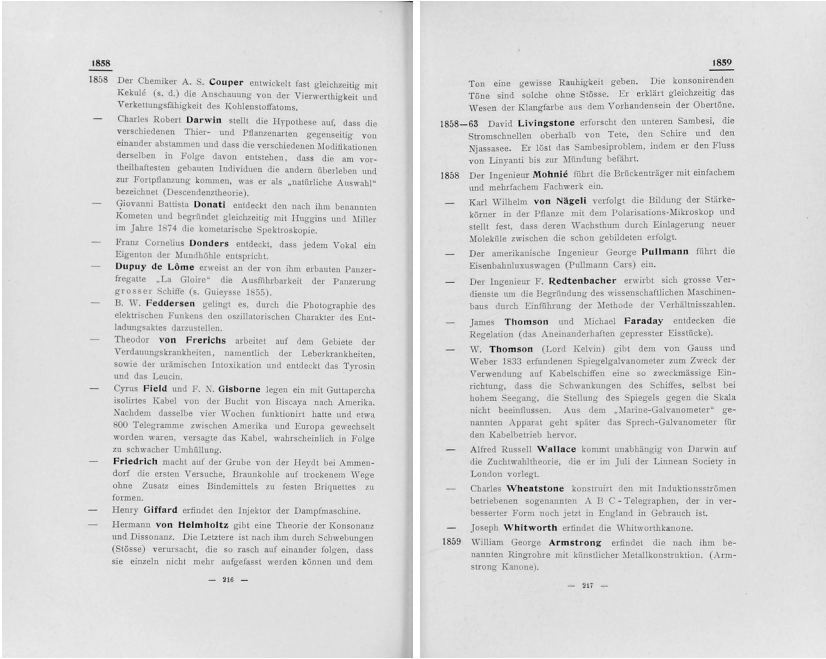 1858
1858 Der Chemiker A. S. Couper entwickelt fast gleichzeitig mit
Kekulé (s. d.) die Anschauung von der Vierwerthigkeit und
Verkettungsfähigkeit des Kohlenstoffatoms.
— Charles Robert Darwin stellt die Hypothese auf, dass die
verschiedenen Thier- und Pflanzenarten gegenseitig von
einander abstammen und dass die verschiedenen Modifikationen
derselben in Folge davon entstehen, dass die am vor-
theilhaftesten gebauten Individuen die andern überleben und
zur Fortpflanzung kommen, was er als „natürliche Auswahl"
bezeichnet (Descendenztheorie).
— Giovanni Battista Donati entdeckt den nach ihm benannten
Kometen und begründet gleichzeitig mit Huggins und Miller
im Jahre 1874 die kometarische Spektroskopie.
— Franz Cornelius Donders entdeckt, dass jedem Vokal ein
Eigenton der Mundhöhle entspricht.
— Dupuy de Lôme erweist an der von ihm erbauten Panzer-
fregatte „La Gloire" die Ausführbarkeit der Panzerung
grosser Schiffe (s. Guieysse 1855).
— B. W. Feddersen gelingt es, durch die Photographie des
elektrischen Funkens den oszillatorischen Charakter des Ent-
ladungsaktes darzustellen.
— Theodor von Frerichs arbeitet auf dem Gebiete der
Verdauungskrankheiten, namentlich der Leberkrankheiten,
sowie der urämischen Intoxikation und entdeckt das Tyrosin
und das Leucin.
— Cyrus Field und F. N. Gisborne legen ein mit Guttapercha
isolirtes Kabel von der Bucht von Biscaya nach Amerika.
Nachdem dasselbe vier Wochen funktionirt hatte und etwa
800 Telegramme zwischen Amerika und Europa gewechselt
worden waren, versagte das Kabel, wahrscheinlich in Folge
zu schwacher Umhüllung.
— Friedrich macht auf der Grube von der Heydt bei Ammen-
dorf die ersten Versuche, Braunkohle auf trockenem Wege
ohne Zusatz eines Bindemittels zu festen Briquettes zu
formen.
— Henry Giffard erfindet den Injektor der Dampfmaschine.
— Hermann von Helmholtz gibt eine Theorie der Konsonanz
und Dissonanz. Die Letztere ist nach ihm durch Schwebungen
(Stösse) verursacht, die so rasch auf einander folgen, dass
sie einzeln nicht mehr aufgefasst werden können und dem
— 216 —
1859
Ton eine gewisse Rauhigkeit geben. Die konsonirenden
Töne sind solche ohne Stösse. Er erklärt gleichzeitig das
Wesen der Klangfarbe aus dem Vorhandensein der Obertöne.
1858—63 David Livingstone erforscht den unteren Sambesi, die
Stromschnellen oberhalb von Tete, den Schire und den
Njassasee. Er löst das Sambesiproblem, indem er den Fluss
von Linyanti bis zur Mündung befährt.
1858 Der Ingenieur Mohnié führt die Brückenträger mit einfachem
und mehrfachem Fachwerk ein.
— Karl Wilhelm von Nägeli verfolgt die Bildung der Stärke-
körner in der Pflanze mit dem Polarisations-Mikroskop und
stellt fest, dass deren Wachsthum durch Einlagerung neuer
Moleküle zwischen die schon gebildeten erfolgt.
— Der amerikanische Ingenieur George Pullmann führt die
Eisenbahnluxuswagen (Pullmann Cars) ein.
— Der Ingenieur F. Redtenbacher erwirbt sich grosse Ver-
dienste um die Begründung des wissenschaftlichen Maschinen-
baus durch Einführung der Methode der Verhältnisszahlen.
— James Thomson und Michael Faraday entdecken die
Regelation (das Aneinanderhaften gepresster Eisstücke).
— W. Thomson (Lord Kelvin) gibt dem von Gauss und
Weber 1833 erfundenen Spiegelgalvanometer zum Zweck der
Verwendung auf Kabelschiffen eine so zweckmässige Ein-
richtung, dass die Schwankungen des Schiffes, selbst bei
hohem Seegang, die Stellung des Spiegels gegen die Skala
nicht beeinflussen. Aus dem „Marine-Galvanometer" ge-
nannten Apparat geht später das Sprech-Galvanometer für
den Kabelbetrieb hervor.
— Alfred Russell Wallace kommt unabhängig von Darwin auf
die Zuchtwahltheorie, die er im Juli der Linnean Society in
London vorlegt.
— Charles Wheatstone konstruirt den mit Induktionsströmen
betriebenen sogenannten A B C - Telegraphen, der in ver-
besserter Form noch jetzt in England in Gebrauch ist.
— Joseph Whitworth erfindet die Whitworthkanone.
1859 William George Armstrong erfindet die nach ihm be-
nannten Ringrohre mit künstlicher Metallkonstruktion. (Arm-
strong Kanone).
— 217 —